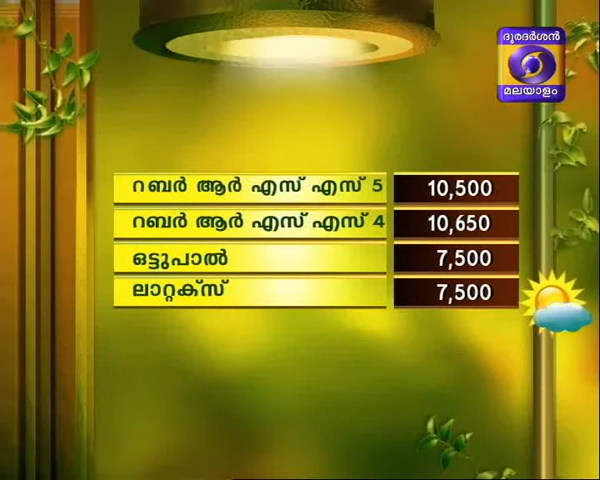 ദൂരദർശൻ
മലയാളം
റബർ ആർ എസ് എസ് 5 10,500
റബർ ആർ എസ് എസ് 4 10,650
ഒട്ടുപാൽ 7,500
ലാറ്റക്സ് 7,500